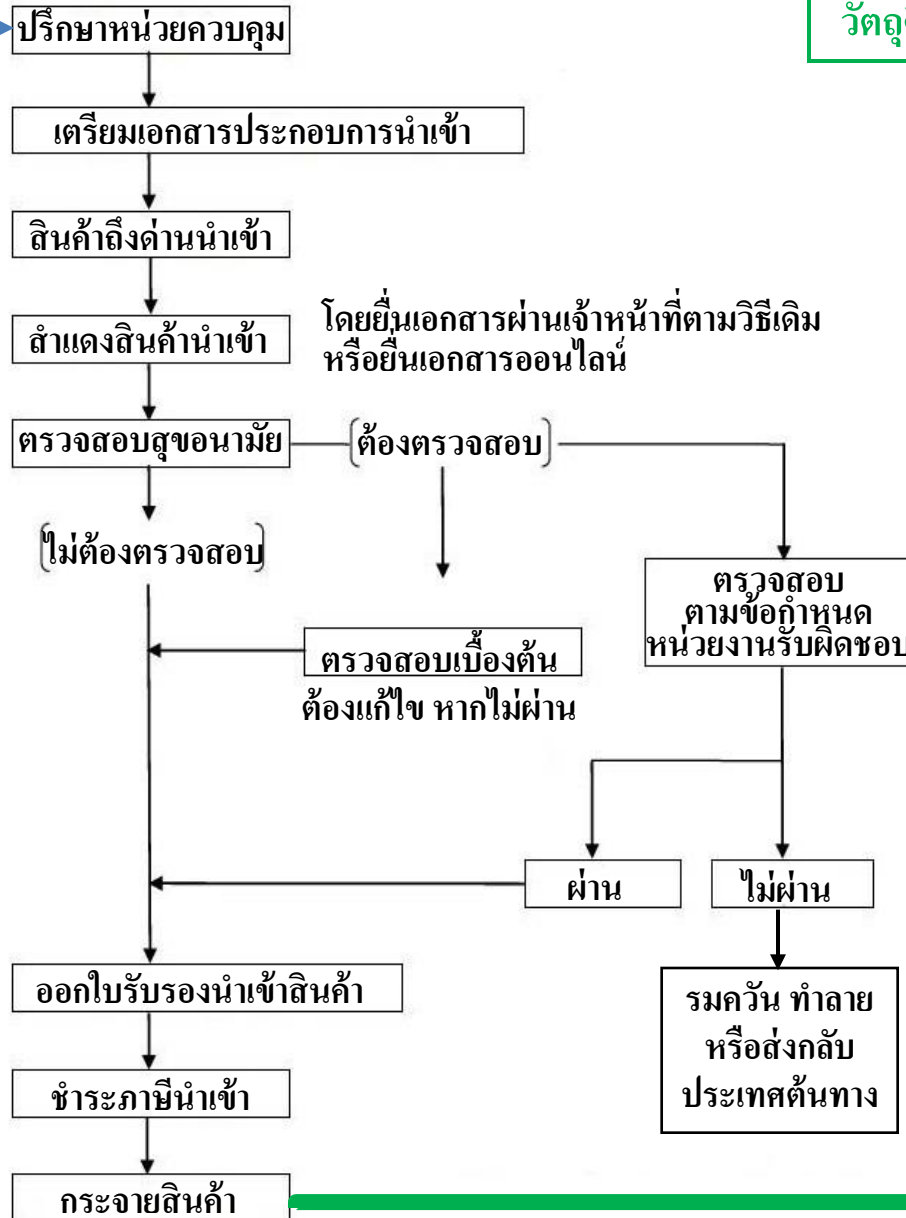 ปรึกษาหน่วยควบคุม
เตรียมเอกสารประกอบการนำเข้า
สินค้าถึงด่านนำเข้า
สำแดงสินค้านำเข้า
โดยยื่นเอกสารผ่านเจ้าหน้าที่ตามวิธีเดิม
หรือยื่นเอกสารออนไลน์
ตรวจสอบสุขอนามัย
(ต้องตรวจสอบ)
(ไม่ต้องตรวจสอบ)
ตรวจสอบ
ตามข้อกำหนด
หน่วยงานรับผิดชอบ
ตรวจสอบเบื้องต้น
ต้องแก้ไข หากไม่ผ่าน
ผ่าน
ไม่ผ่าน
ออกใบรับรองนำเข้าสินค้า
รมควัน ทำลาย
หรือส่งกลับ
ประเทศต้นทาง
ชำระภาษีนำเข้า
กระจายสินค้า